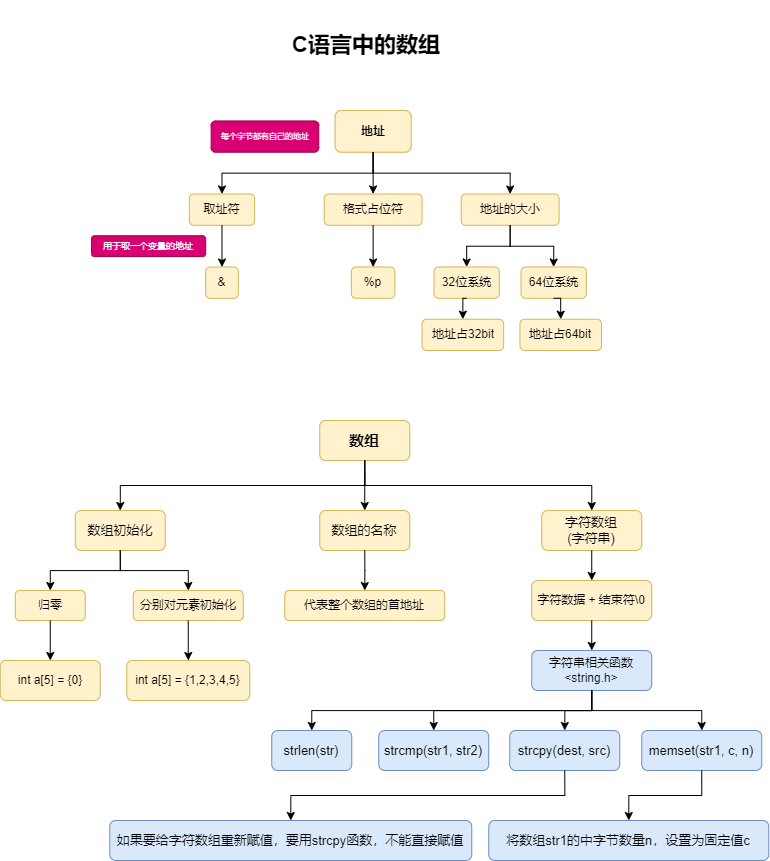 C语言中的数组
每个字节都有自己的地址
地址
取址符
格式占位符
地址的大小
用于取一个变量的地址
&
%p
32位系统
64位系统
地址占32bit
地址占64bit
数组
数组初始化
数组的名称
字符数组
(字符串)
归零
分别对元素初始化
代表整个数组的首地址
字符数据 + 结束符\0
int a[5] = {0}
int a[5] = {1,2,3,4,5}
字符串相关函数
<string.h>
strlen(str)
strcmp(str1, str2)
strcpy(dest, src)
memset(str1, c, n)
如果要给字符数组重新赋值，要用strcpy函数，不能直接赋值
将数组str1的中字节数量n，设置为固定值c